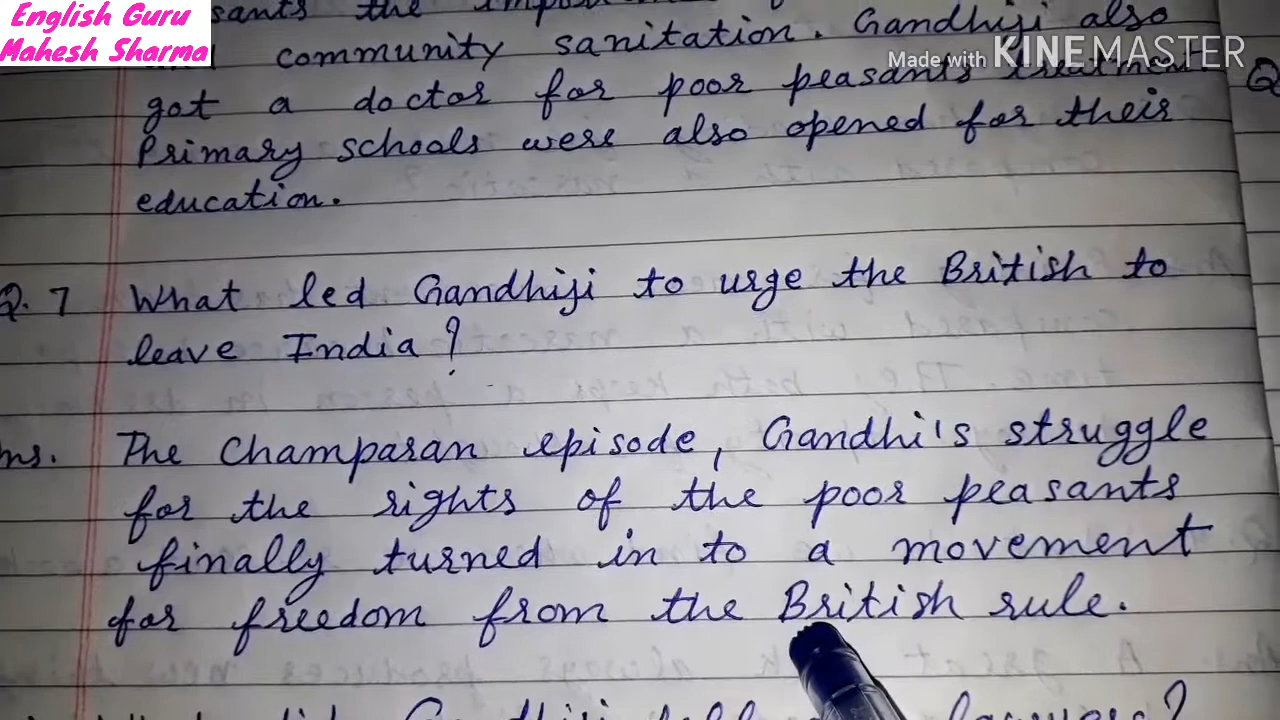 English Guru
Mahesh Sharma
Made with KINEMASTER
sants the
community sanitation. Gandhiji also
got a doctor for poor peasants treatment.
Primary schools were also opened for their
education.
Q
Q. 7 What led Gandhiji to urge the British to
leave India?
Ans. The Champaran episode, Gandhi's struggle
for the rights of the poor peasants
finally turned in to a movement
for freedom from the British rule.